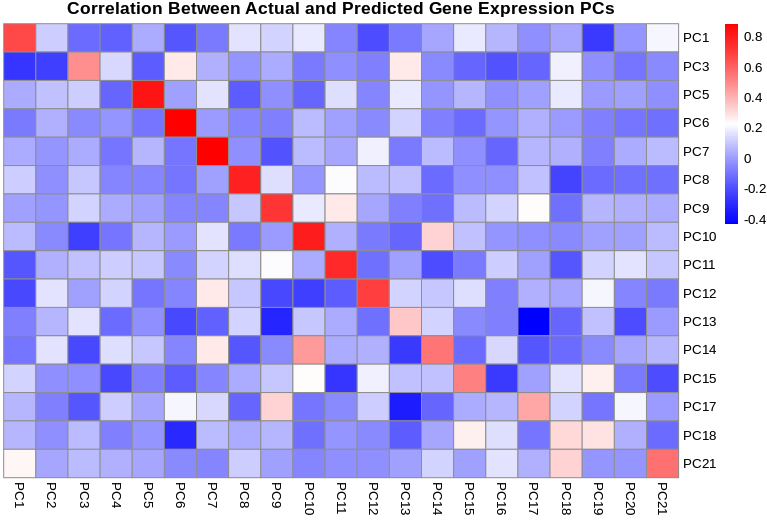 Correlation Between Actual and Predicted Gene Expression PCs
PC1
PC3
PC5
PC6
PC7
PC8
PC9
PC10
PC11
PC12
PC13
PC14
PC15
PC17
PC18
PC21
0.8
0.6
0.4
0.2
0
-0.2
-0.4
PC1
PC2
PC3
PC4
PC5
PC6
PC7
PC8
PC9
PC10
PC11
PC12
PC13
PC14
PC15
PC16
PC17
PC18
PC19
PC20
PC21